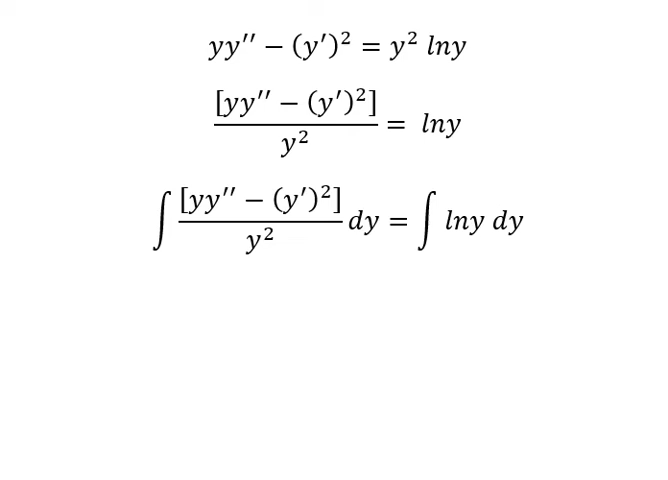 yy′′ − (y′)² = y² lny
[yy′′ − (y′)²] / y² = lny
∫ [yy′′ − (y′)²] / y² dy = ∫ lny dy